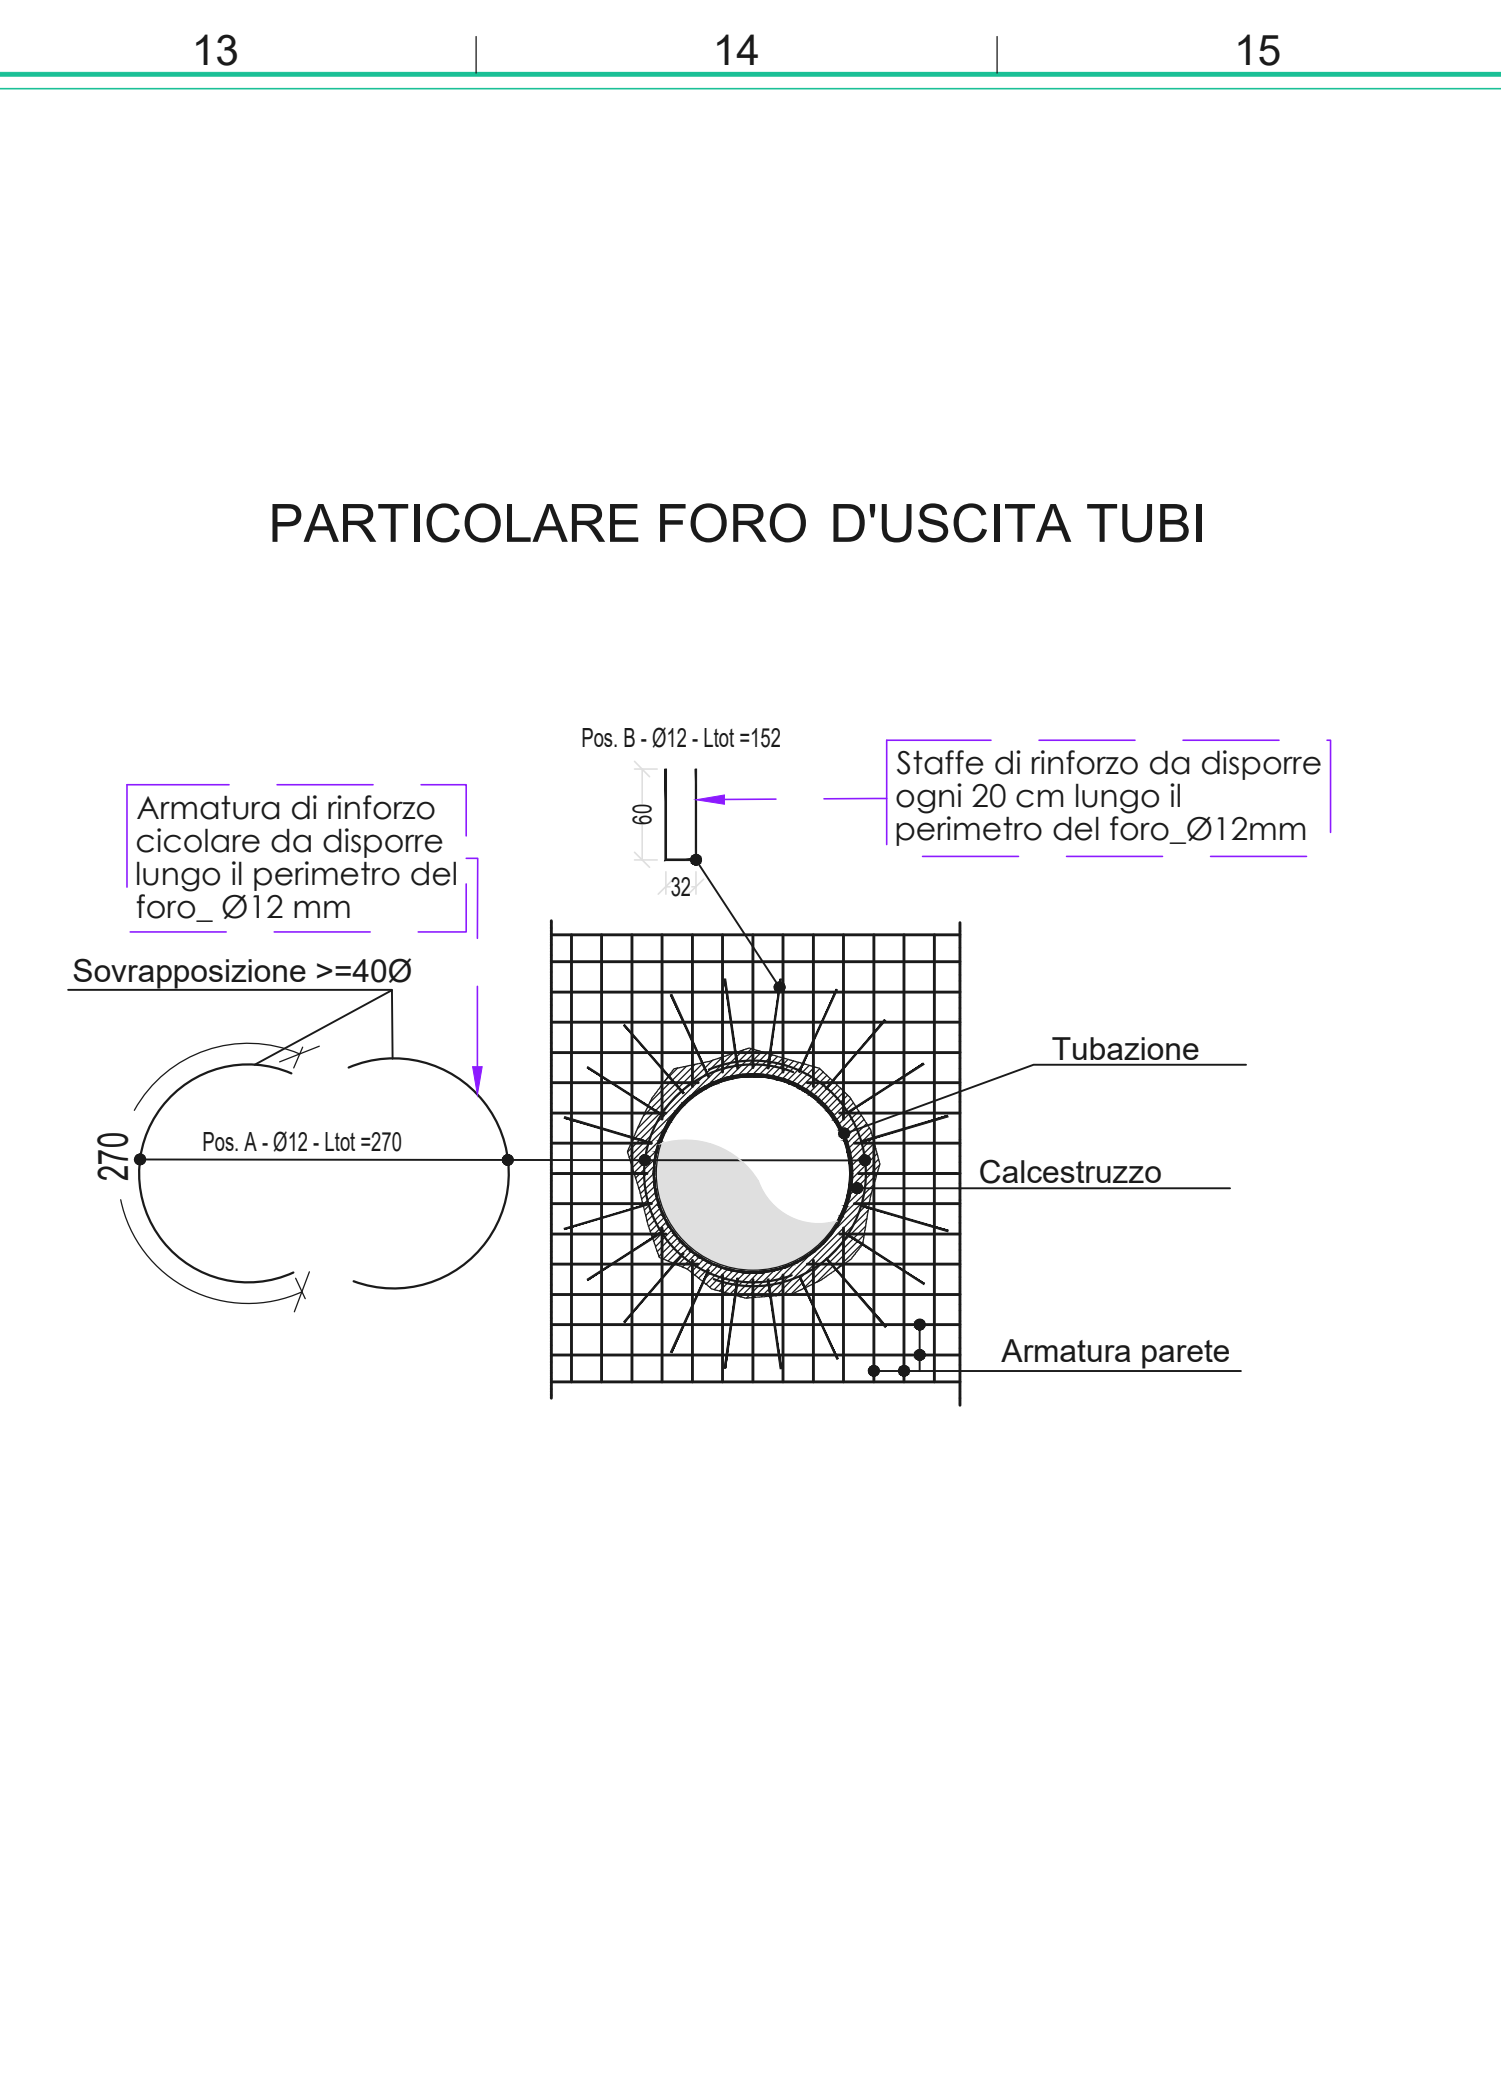 13
14
15
PARTICOLARE FORO D'USCITA TUBI
Pos. B - Ø12 - Ltot =152
60
32
Staffe di rinforzo da disporre
ogni 20 cm lungo il
perimetro del foro_Ø12mm
Armatura di rinforzo
cicolare da disporre
lungo il perimetro del
foro_ Ø12 mm
Sovrapposizione >=40Ø
270
Pos. A - Ø12 - Ltot =270
Tubazione
Calcestruzzo
Armatura parete